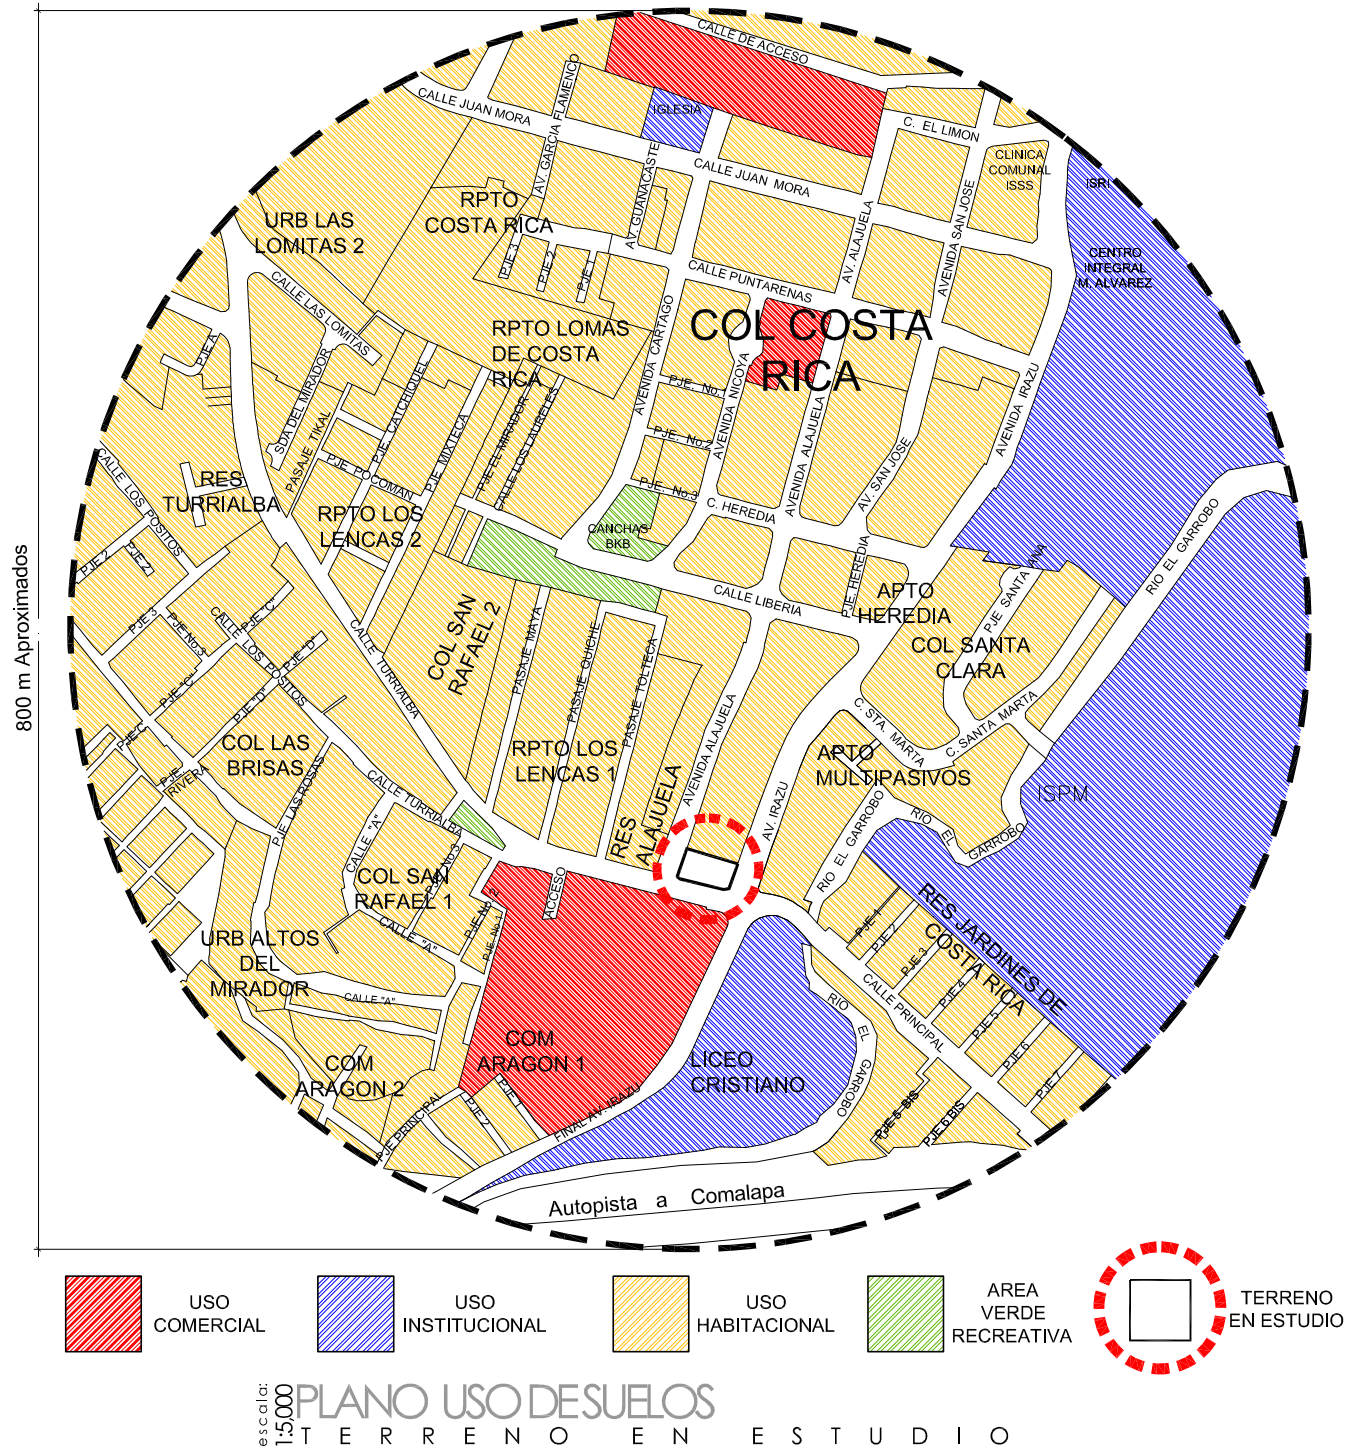 CALLE DE ACCESO
CALLE JUAN MORA
AV. GARCIA FLAMENCO
IGLESIA
C. EL LIMON
CLINICA
COMUNAL
ISSS
ISRI
CALLE JUAN MORA
AV. GUANACASTE
RPTO
COSTA RICA
URB LAS
LOMITAS 2
AV. ALAJUELA
AVENIDA SAN JOSE
CENTRO
INTEGRAL
M. ALVAREZ
PJE 3
PJE 2
PJE 1
CALLE PUNTARENAS
CALLE LAS LOMITAS
COL COSTA
RICA
RPTO LOMAS
DE COSTA
RICA
AVENIDA CARTAGO
AVENIDA NICOYA
PJE A
SDA DEL MIRADOR
PJE. CATCHIQUEL
PJE. No.1
AVENIDA IRAZU
PASAJE TIKAL
PJE MIXTECA
PJE EL MIRADOR
CALLE LOS LAURELES
PJE. No.2
AVENIDA ALAJUELA
AV. SAN JOSE
PJE POCOMAN
CALLE LOS POSITOS
RES
TURRIALBA
PJE. No.3
C. HEREDIA
RPTO LOS
LENCAS 2
CANCHAS
BKB
RIO EL GARROBO
PJE 2
PJE 2
PJE. HEREDIA
PJE SANTA ANA
CALLE LIBERIA
APTO
HEREDIA
PJE 3
PJE No.3
PJE "C"
CALLE LOS POSITOS
PJE "D"
COL SAN
RAFAEL 2
CALLE TURRIALBA
PASAJE MAYA
PASAJE QUICHE
PASAJE TOLTECA
COL SANTA
CLARA
PJE "C"
PJE "D"
PJE C
C. STA. MARTA
C. SANTA MARTA
AVENIDA ALAJUELA
COL LAS
BRISAS
RPTO LOS
LENCAS 1
APTO
MULTIPASIVOS
PJE
RIVERA
PJE LAS ROSAS
CALLE TURRIALBA
ISPM
AV. IRAZU
RES
ALAJUELA
RIO EL GARROBO
RIO EL
GARROBO
CALLE "A"
PJE No.3
COL SAN
RAFAEL 1
ACCESO
PJE No.2
PJE. No.1
CALLE "A"
RES JARDINES DE
COSTA RICA
PJE 1
PJE 2
PJE 3
PJE 4
PJE 5
PJE 6
PJE 7
URB ALTOS
DEL
MIRADOR
CALLE "A"
CALLE PRINCIPAL
RIO EL GARROBO
COM
ARAGON 1
LICEO
CRISTIANO
COM
ARAGON 2
PJE 1
PJE 2
PJE PRINCIPAL
FINAL AV. IRAZU
PJE 5 BIS
PJE 6 BIS
Autopista a Comalapa
800 m Aproximados
USO
COMERCIAL
USO
INSTITUCIONAL
USO
HABITACIONAL
AREA
VERDE
RECREATIVA
TERRENO
EN ESTUDIO
escala:
1:5,000
PLANO USO DE SUELOS
TERRENO EN ESTUDIO